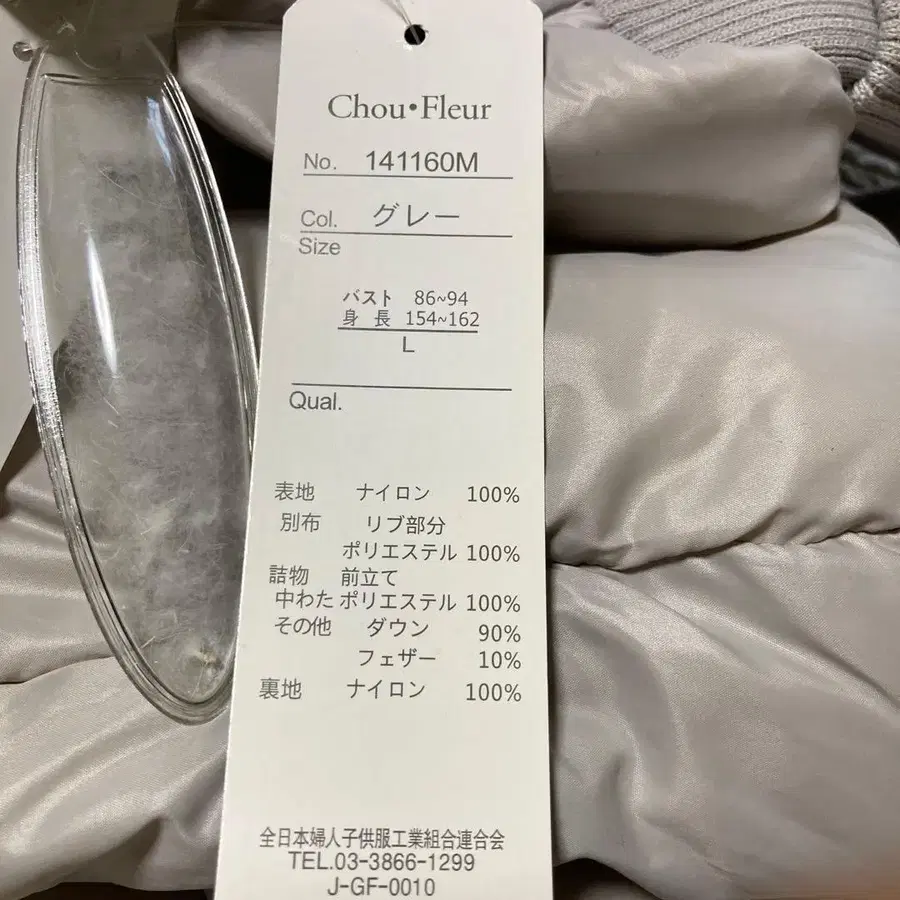 Chou•Fleur
No. 141160M
Col. グレー
Size
バスト 86~94
身長 154~162
L
Qual.
表地 ナイロン 100%
別布 リブ部分
ポリエステル 100%
詰物 前立て
中わた ポリエステル 100%
その他 ダウン 90%
フェザー 10%
裏地 ナイロン 100%
全日本婦人子供服工業組合連合会
TEL.03-3866-1299
J-GF-0010